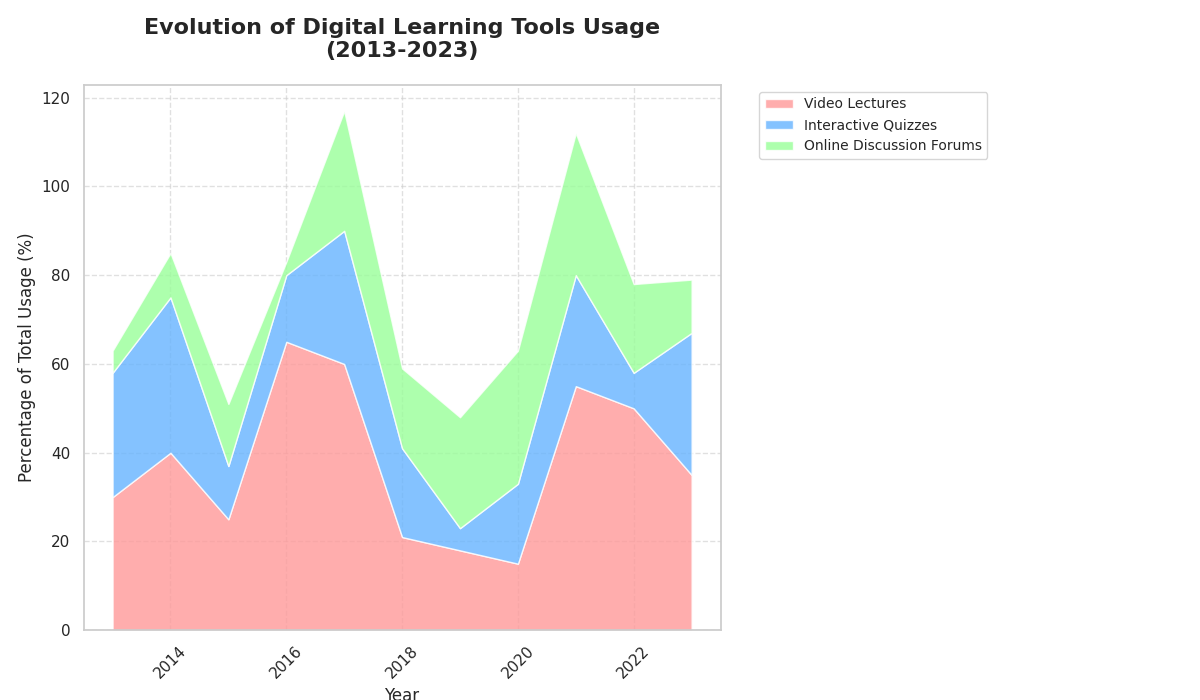 Evolution of Digital Learning Tools Usage
(2013-2023)
Video Lectures
Interactive Quizzes
Online Discussion Forums
Percentage of Total Usage (%)
120
100
80
60
40
20
0
2014
2016
2018
2020
2022
Year